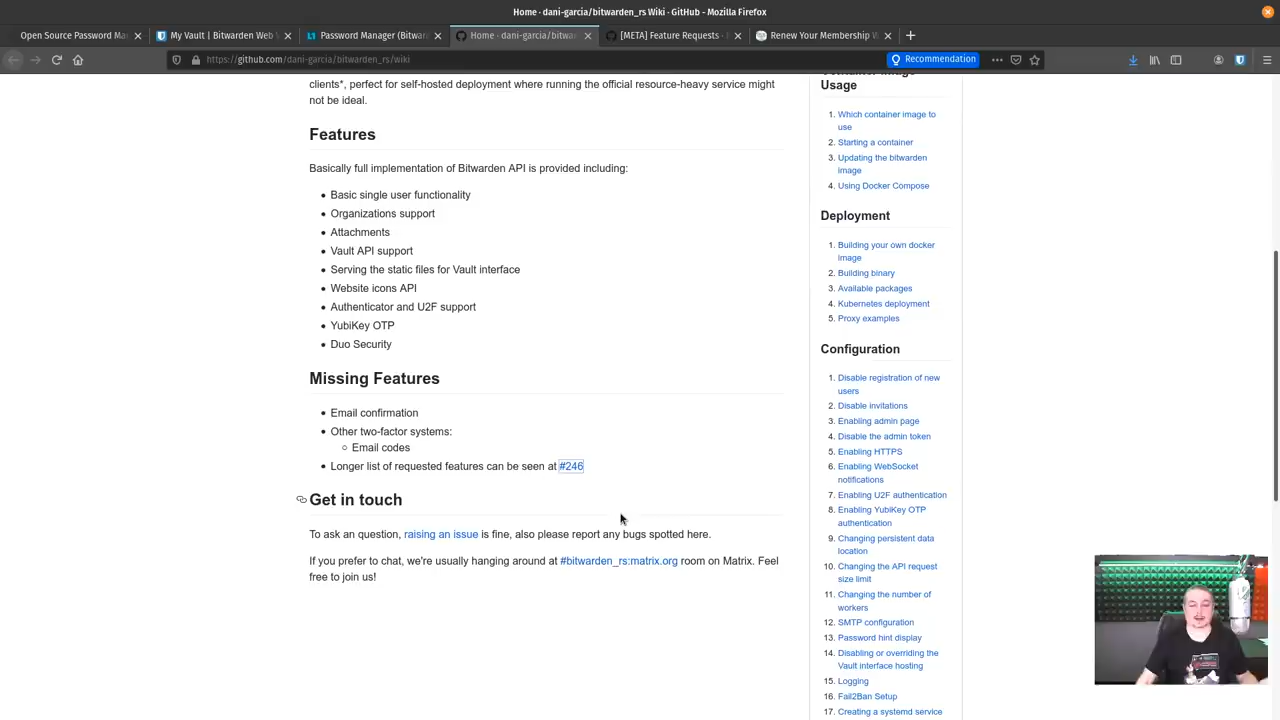 Home · dani-garcia/bitwarden_rs Wiki · GitHub - Mozilla Firefox
Open Source Password Ma
My Vault | Bitwarden Web V
Password Manager (Bitward
Home · dani-garcia/bitward
[META] Feature Requests · I
Renew Your Membership W
https://github.com/dani-garcia/bitwarden_rs/wiki
Recommendation
clients*, perfect for self-hosted deployment where running the official resource-heavy service might
not be ideal.
Features
Basically full implementation of Bitwarden API is provided including:
Basic single user functionality
Organizations support
Attachments
Vault API support
Serving the static files for Vault interface
Website icons API
Authenticator and U2F support
YubiKey OTP
Duo Security
Missing Features
Email confirmation
Other two-factor systems:
Email codes
Longer list of requested features can be seen at #246
Get in touch
To ask an question, raising an issue is fine, also please report any bugs spotted here.
If you prefer to chat, we're usually hanging around at #bitwarden_rs:matrix.org room on Matrix. Feel
free to join us!
Container Image
Usage
1. Which container image to
use
2. Starting a container
3. Updating the bitwarden
image
4. Using Docker Compose
Deployment
1. Building your own docker
image
2. Building binary
3. Available packages
4. Kubernetes deployment
5. Proxy examples
Configuration
1. Disable registration of new
users
2. Disable invitations
3. Enabling admin page
4. Disable the admin token
5. Enabling HTTPS
6. Enabling WebSocket
notifications
7. Enabling U2F authentication
8. Enabling YubiKey OTP
authentication
9. Changing persistent data
location
10. Changing the API request
size limit
11. Changing the number of
workers
12. SMTP configuration
13. Password hint display
14. Disabling or overriding the
Vault interface hosting
15. Logging
16. Fail2Ban Setup
17. Creating a systemd service